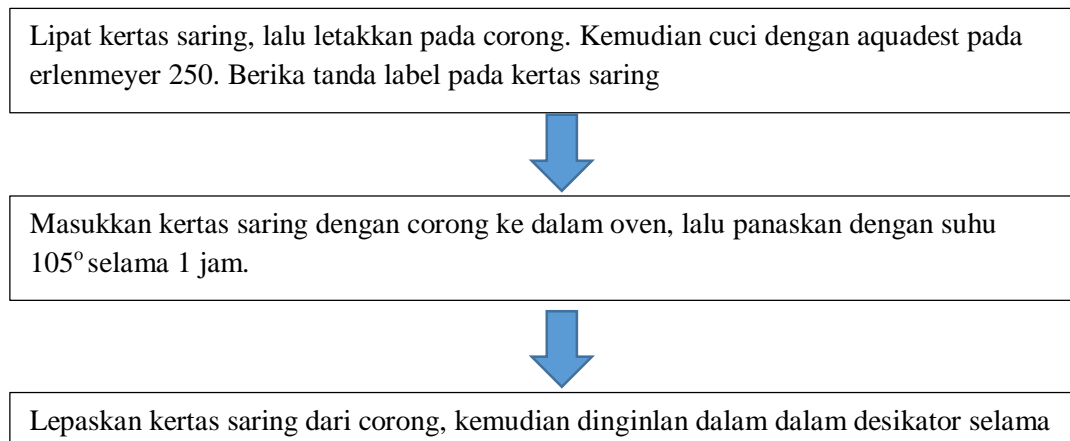 Lipat kertas saring, lalu letakkan pada corong. Kemudian cuci dengan aquadest pada
erlenmeyer 250. Berika tanda label pada kertas saring
Masukkan kertas saring dengan corong ke dalam oven, lalu panaskan dengan suhu
105° selama 1 jam.
Lepaskan kertas saring dari corong, kemudian dinginlan dalam dalam desikator selama